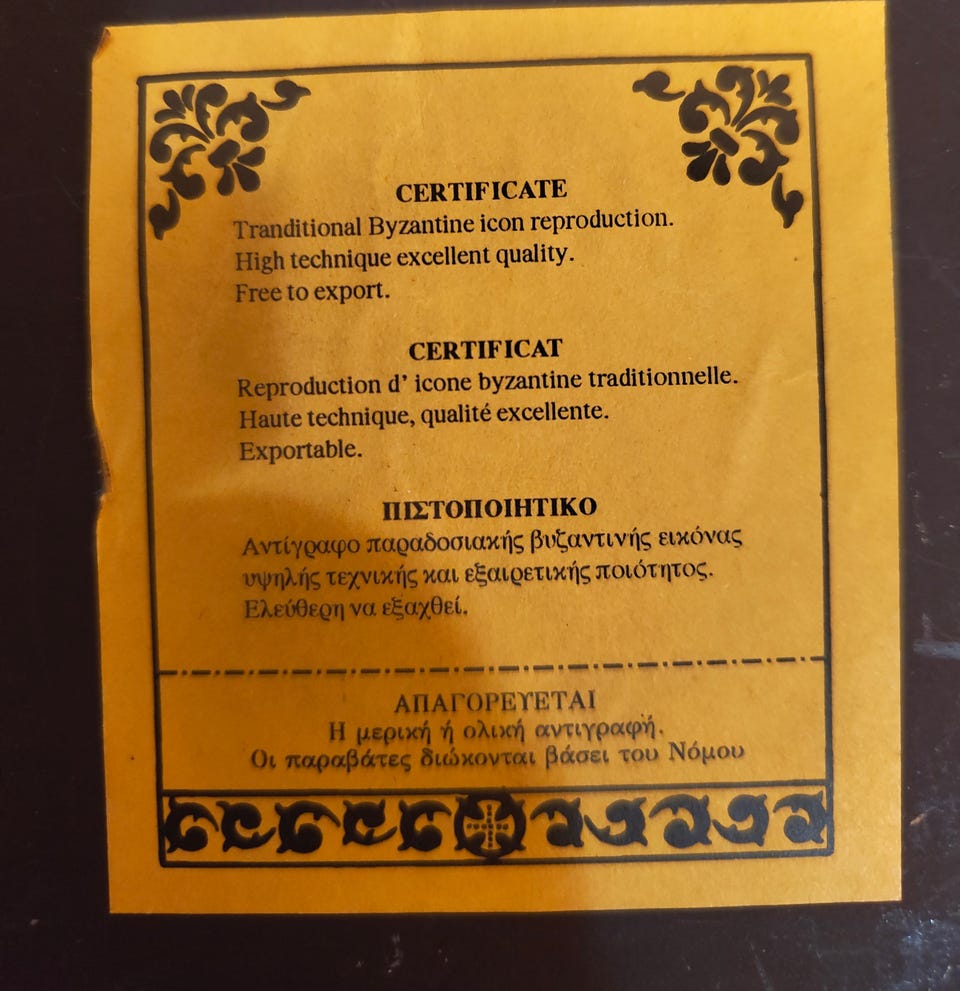 CERTIFICATE
Tranditional Byzantine icon reproduction.
High technique excellent quality.
Free to export.
CERTIFICAT
Reproduction d' icone byzantine traditionnelle.
Haute technique, qualité excellente.
Exportable.
ΠΙΣΤΟΠΟΙΗΤΙΚΟ
Αντίγραφο παραδοσιακής βυζαντινής εικόνας
υψηλής τεχνικής και εξαιρετικής ποιότητος.
Ελεύθερη να εξαχθεί.
ΑΠΑΓΟΡΕΥΕΤΑΙ
Η μερική ή ολική αντιγραφή.
Οι παραβάτες διώκονται βάσει του Νόμου